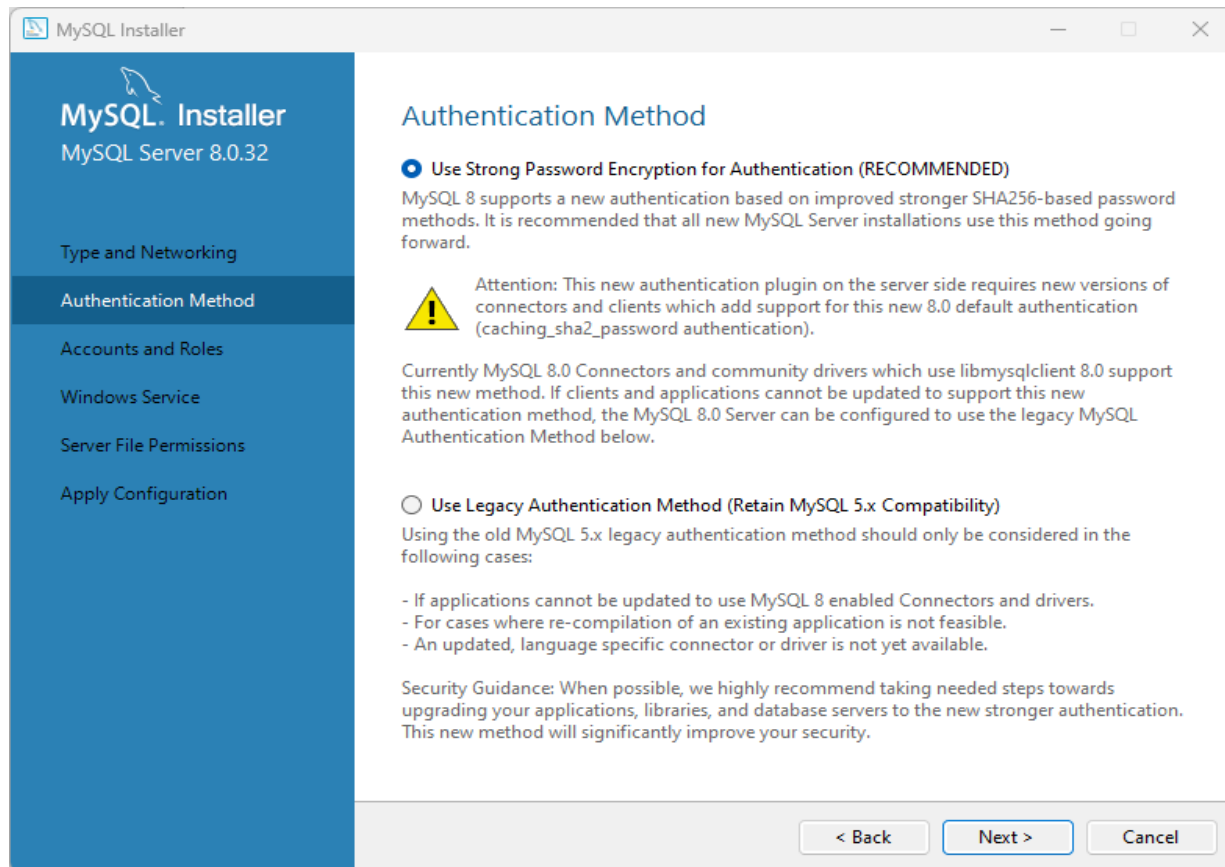 MySQL Installer
MySQL. Installer
MySQL Server 8.0.32
Type and Networking
Authentication Method
Accounts and Roles
Windows Service
Server File Permissions
Apply Configuration
Authentication Method
Use Strong Password Encryption for Authentication (RECOMMENDED)
MySQL 8 supports a new authentication based on improved stronger SHA256-based password
methods. It is recommended that all new MySQL Server installations use this method going
forward.
Attention: This new authentication plugin on the server side requires new versions of
connectors and clients which add support for this new 8.0 default authentication
(caching_sha2_password authentication).
Currently MySQL 8.0 Connectors and community drivers which use libmysqlclient 8.0 support
this new method. If clients and applications cannot be updated to support this new
authentication method, the MySQL 8.0 Server can be configured to use the legacy MySQL
Authentication Method below.
Use Legacy Authentication Method (Retain MySQL 5.x Compatibility)
Using the old MySQL 5.x legacy authentication method should only be considered in the
following cases:
- If applications cannot be updated to use MySQL 8 enabled Connectors and drivers.
- For cases where re-compilation of an existing application is not feasible.
- An updated, language specific connector or driver is not yet available.
Security Guidance: When possible, we highly recommend taking needed steps towards
upgrading your applications, libraries, and database servers to the new stronger authentication.
This new method will significantly improve your security.
< Back
Next >
Cancel